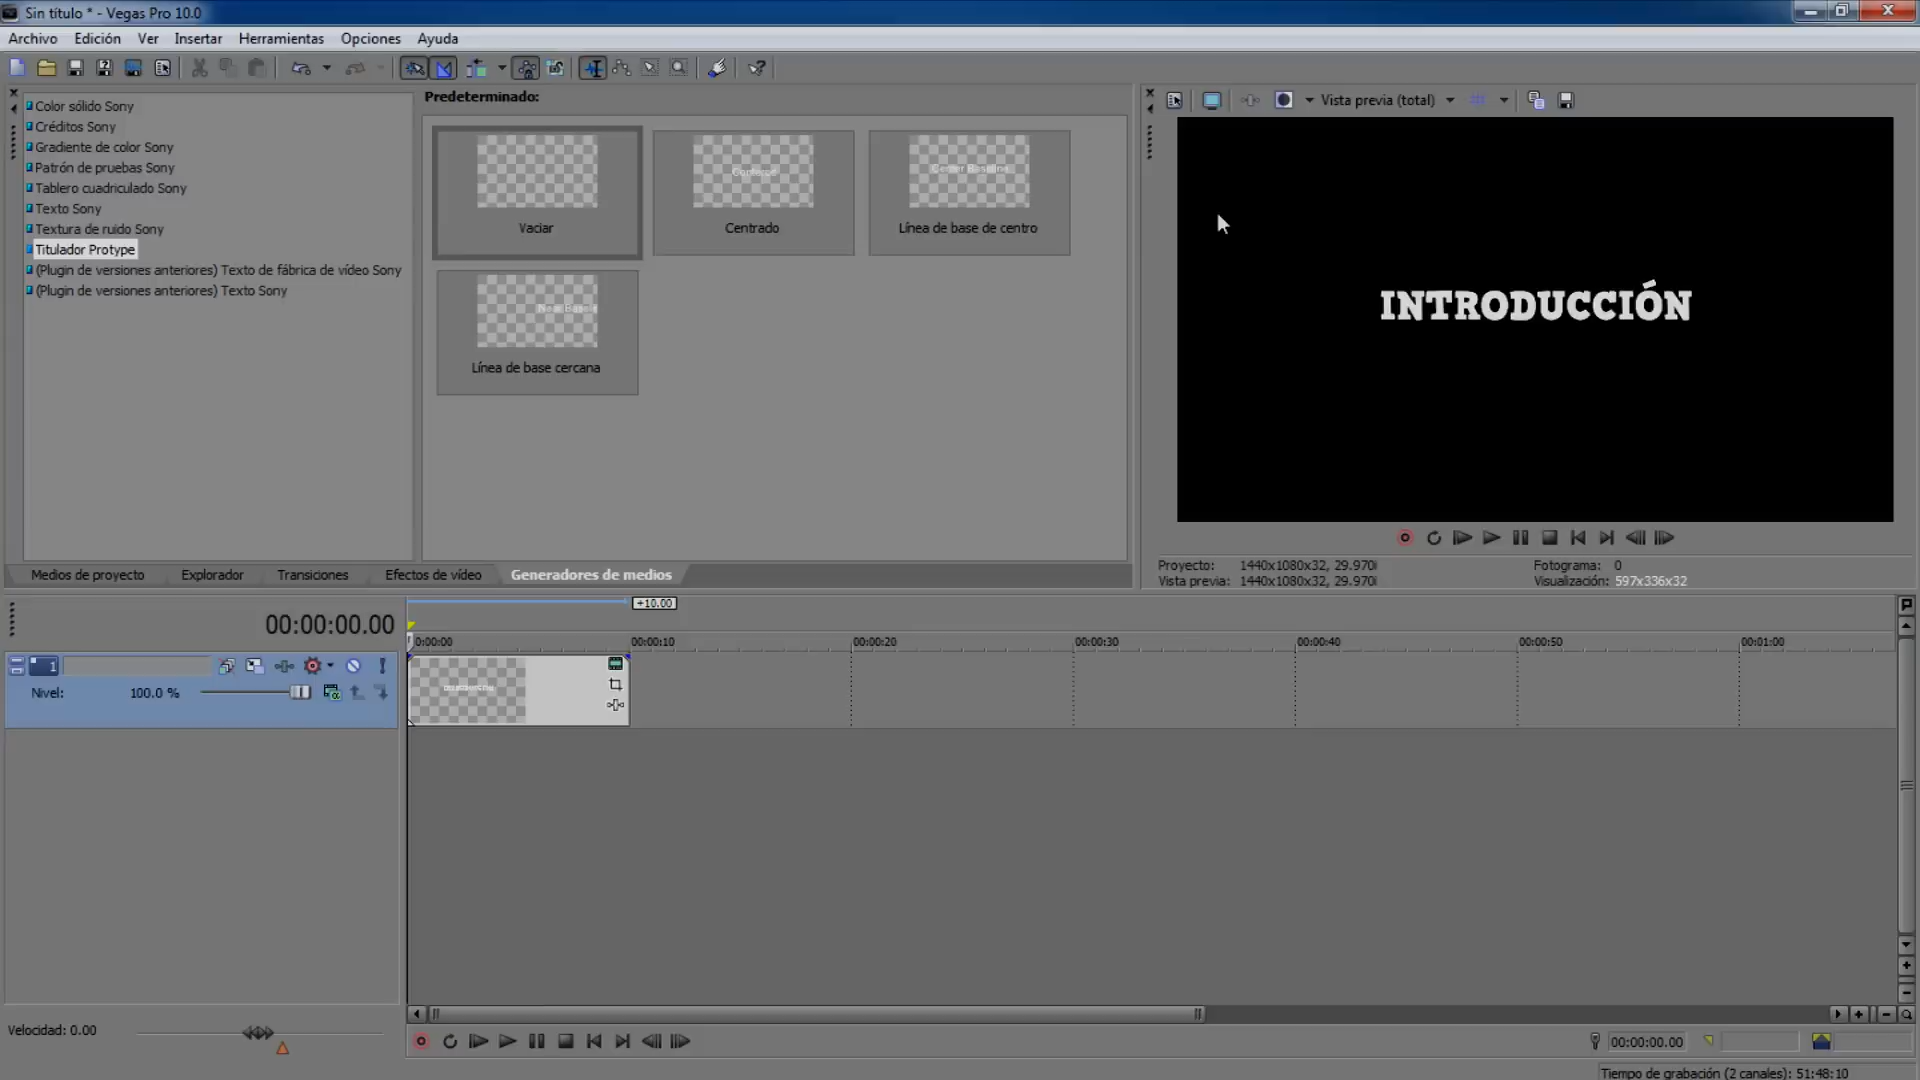 Sin título * - Vegas Pro 10.0
Archivo Edición Ver Insertar Herramientas Opciones Ayuda
Color sólido Sony
Créditos Sony
Gradiente de color Sony
Patrón de pruebas Sony
Tablero cuadriculado Sony
Texto Sony
Textura de ruido Sony
Titulador Protype
(Plugin de versiones anteriores) Texto de fábrica de vídeo Sony
(Plugin de versiones anteriores) Texto Sony
Predeterminado:
Centered
Center Baseline
Vaciar
Centrado
Línea de base de centro
Línea de base cercana
Vista previa (total)
INTRODUCCIÓN
Medios de proyecto Explorador Transiciones Efectos de vídeo Generadores de medios
Proyecto: 1440x1080x32, 29.970i
Vista previa: 1440x1080x32, 29.970i
Fotograma: 0
Visualización: 597x336x32
00:00:00.00
+10.00
0:00:00 00:00:10 00:00:20 00:00:30 00:00:40 00:00:50 00:01:00
1
Nivel: 100.0 %
Velocidad: 0.00
00:00:00.00
Tiempo de grabación (2 canales): 51:48:10